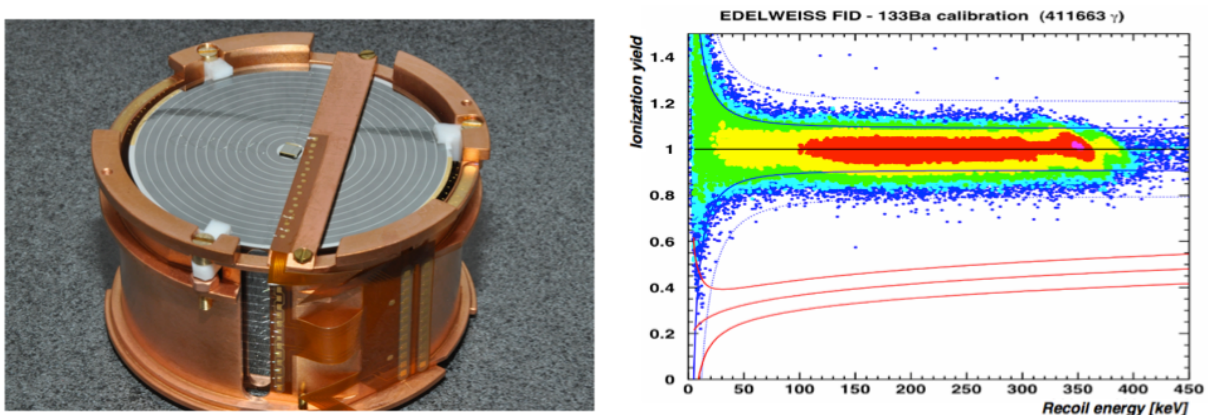 EDELWEISS FID - 133Ba calibration (411663 γ)
Ionization yield
1.4
1.2
1
0.8
0.6
0.4
0.2
0
0 50 100 150 200 250 300 350 400 450
Recoil energy [keV]